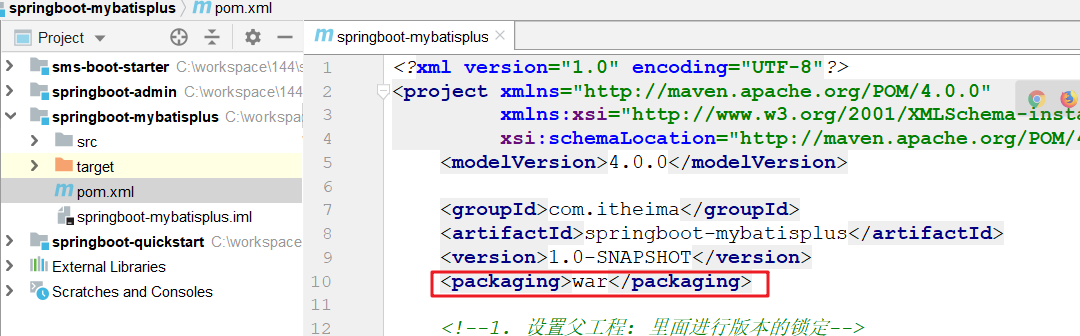 springboot-mybatisplus pom.xml
Project
springboot-mybatisplus
sms-boot-starter C:\workspace\144\s
springboot-admin C:\workspace\144\
springboot-mybatisplus C:\workspa
src
target
pom.xml
springboot-mybatisplus.iml
springboot-quickstart C:\workspace
External Libraries
Scratches and Consoles
1 <?xml version="1.0" encoding="UTF-8"?>
2 <project xmlns="http://maven.apache.org/POM/4.0.0"
3 xmlns:xsi="http://www.w3.org/2001/XMLSchema-insta
4 xsi:schemaLocation="http://maven.apache.org/POM/4
5 <modelVersion>4.0.0</modelVersion>
6
7 <groupId>com.itheima</groupId>
8 <artifactId>springboot-mybatisplus</artifactId>
9 <version>1.0-SNAPSHOT</version>
10 <packaging>war</packaging>
11
12 <!--1. 设置父工程: 里面进行版本的锁定-->